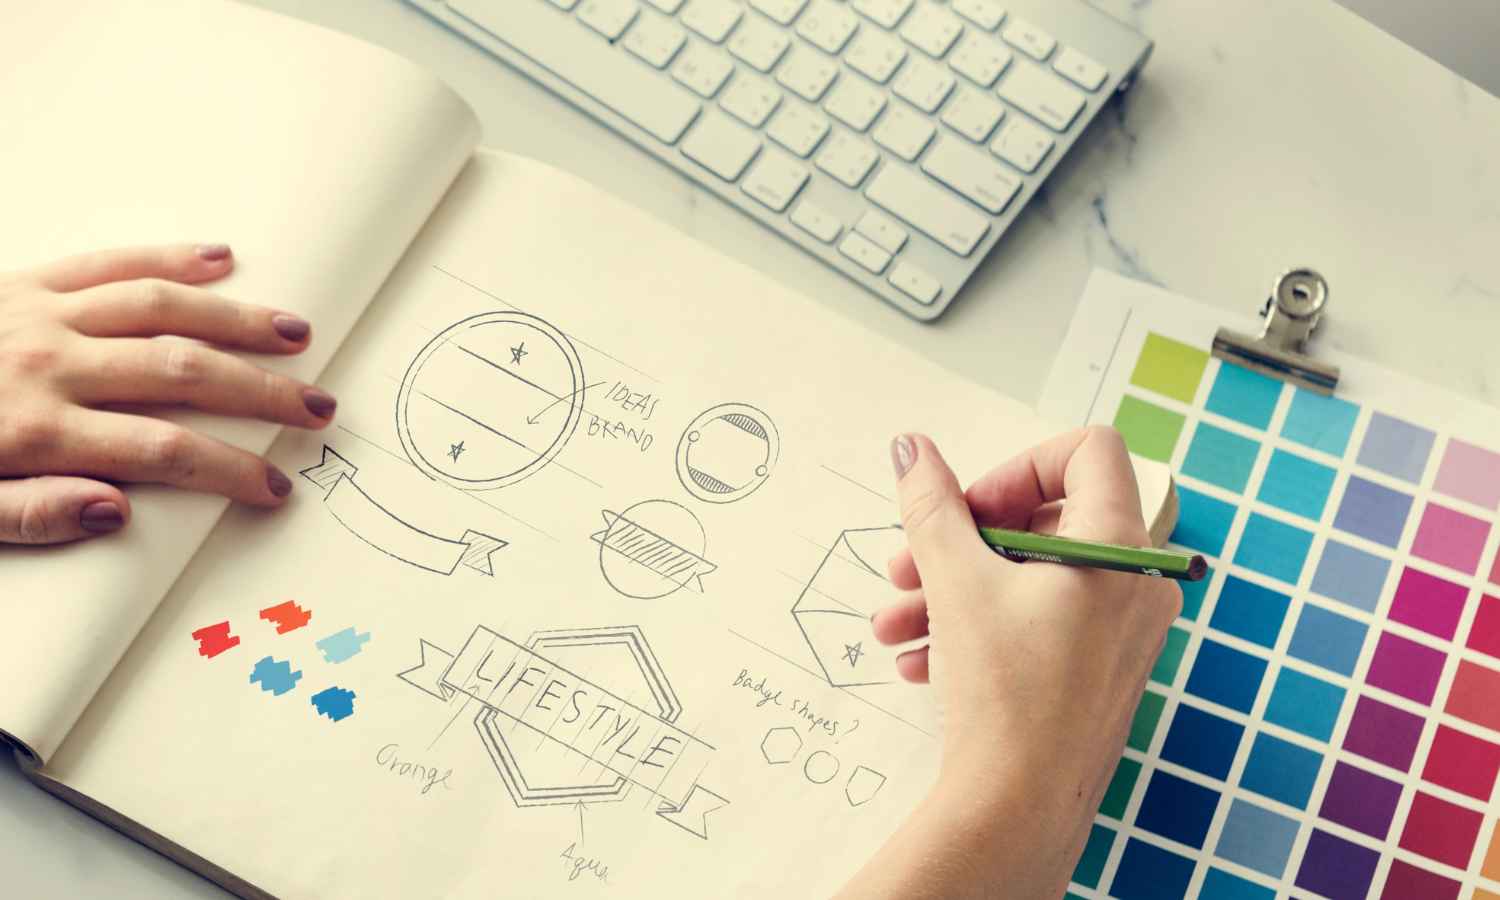 IDEAS
BRAND
LIFESTYLE
Badge shapes?
Orange
Aqua